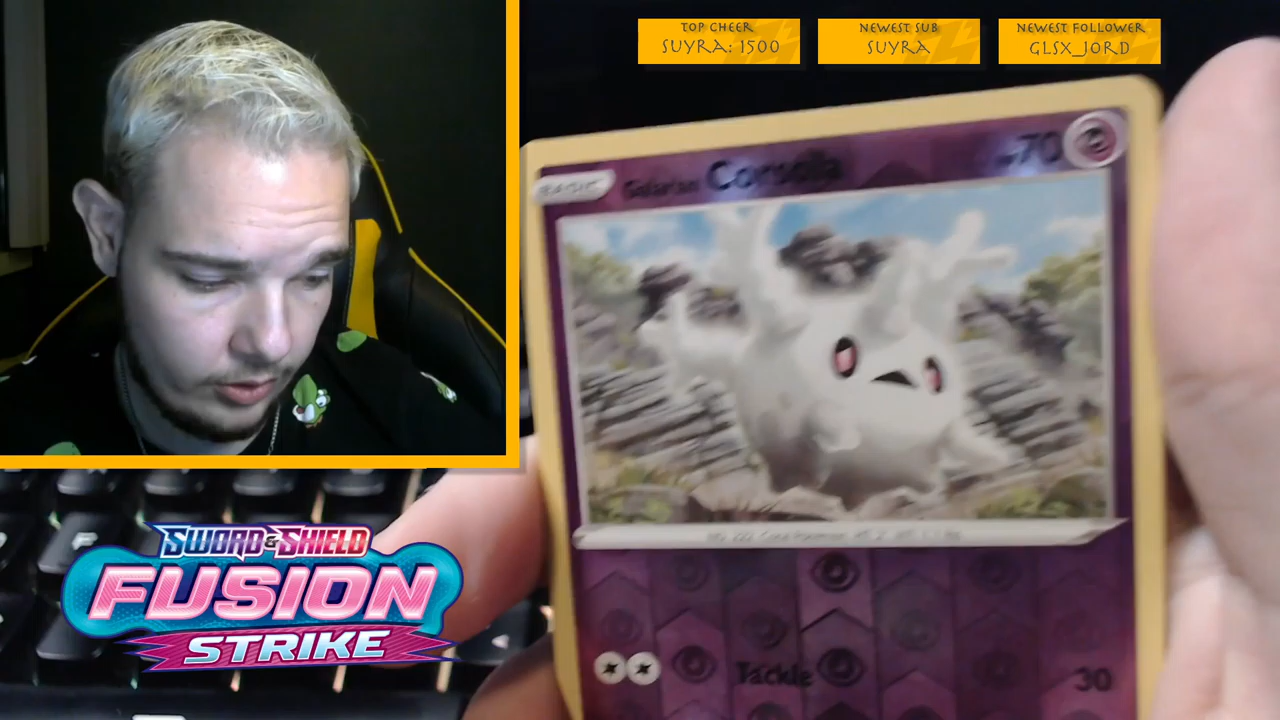 TOP CHEER
SUYRA: 1500
NEWEST SUB
SUYRA
NEWEST FOLLOWER
GLSX_JORD
BASIC
Galarian Corsola
70
Tackle 30
SWORD & SHIELD
FUSION
STRIKE